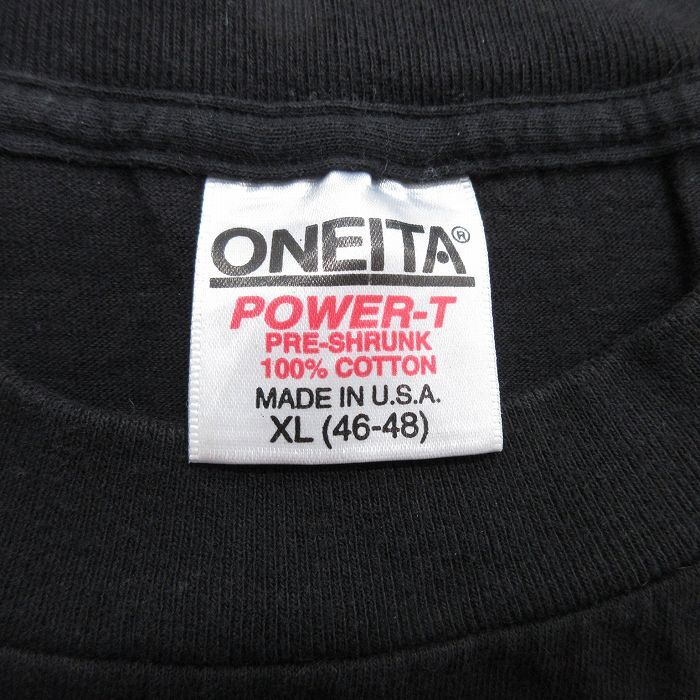 ONEITA®
POWER-T
PRE-SHRUNK
100% COTTON
MADE IN U.S.A.
XL (46-48)